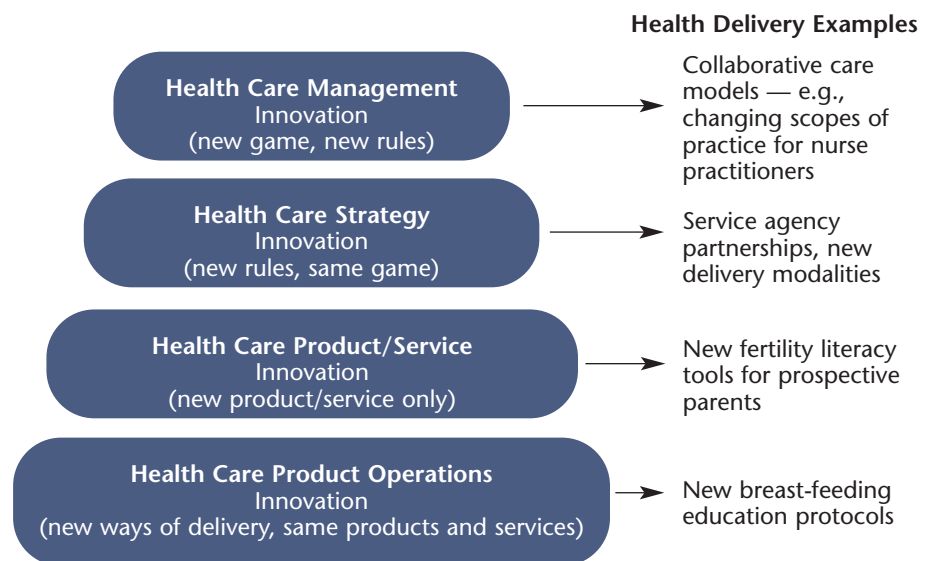 Health Delivery Examples
Health Care Management
Innovation
(new game, new rules)
Collaborative care
models — e.g.,
changing scopes of
practice for nurse
practitioners
Health Care Strategy
Innovation
(new rules, same game)
Service agency
partnerships, new
delivery modalities
Health Care Product/Service
Innovation
(new product/service only)
New fertility literacy
tools for prospective
parents
Health Care Product Operations
Innovation
(new ways of delivery, same products and services)
New breast-feeding
education protocols